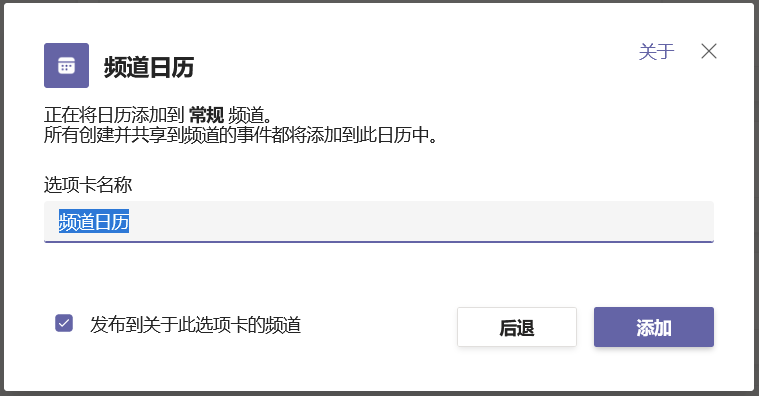 频道日历
关于
正在将日历添加到 常规 频道。
所有创建并共享到频道的事件都将添加到此日历中。
选项卡名称
频道日历
发布到关于此选项卡的频道
后退
添加